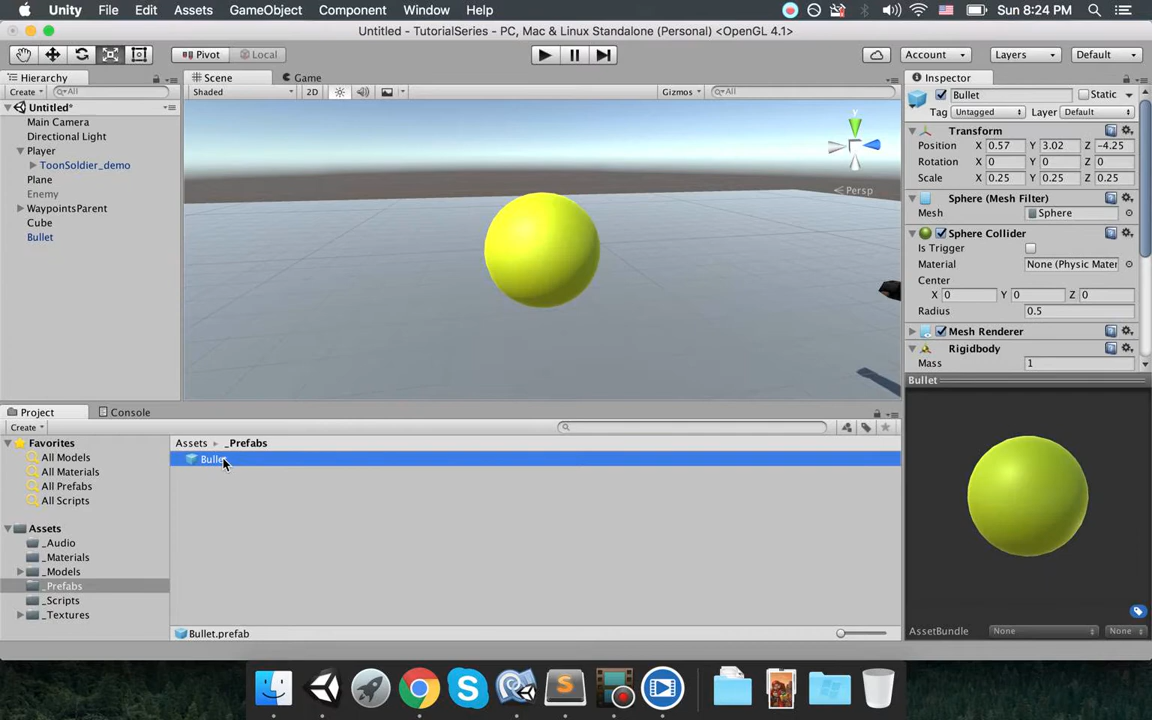 Unity File Edit Assets GameObject Component Window Help Sun 8:24 PM
Untitled - TutorialSeries - PC, Mac & Linux Standalone (Personal) <OpenGL 4.1>
Pivot Local Account Layers Default
Hierarchy Scene Game Inspector
Create All Shaded 2D Gizmos All
Bullet Static
Tag Untagged Layer Default
Untitled*
Main Camera
Directional Light
Player
ToonSoldier_demo
Plane
Enemy
WaypointsParent
Cube
Bullet
y
Persp
Transform
Position X 0.57 Y 3.02 Z -4.25
Rotation X 0 Y 0 Z 0
Scale X 0.25 Y 0.25 Z 0.25
Sphere (Mesh Filter)
Mesh Sphere
Sphere Collider
Is Trigger
Material None (Physic Mater
Center
X 0 Y 0 Z 0
Radius 0.5
Mesh Renderer
Rigidbody
Mass 1
Bullet
Project Console
Create
Favorites
All Models
All Materials
All Prefabs
All Scripts
Assets
_Audio
_Materials
_Models
_Prefabs
_Scripts
_Textures
Assets _Prefabs
Bullet
Bullet.prefab
AssetBundle None None